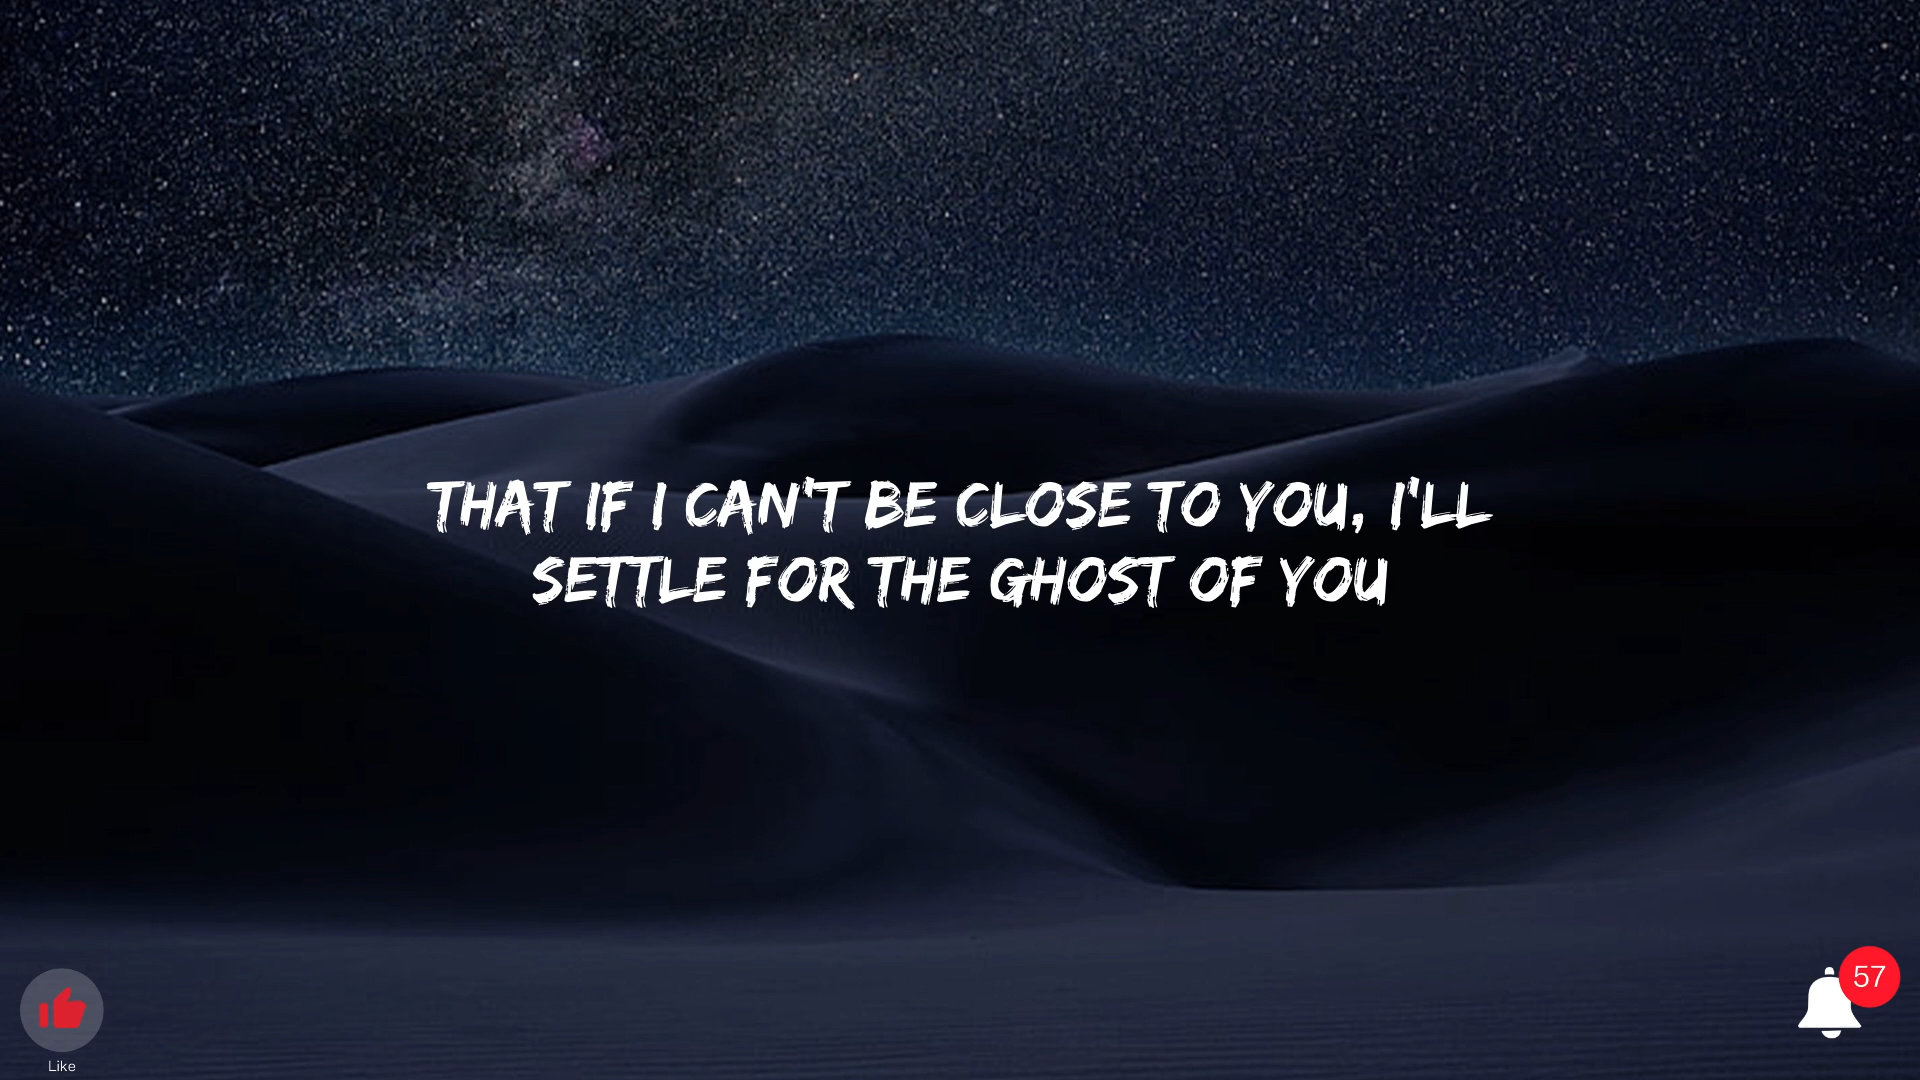 THAT IF I CAN'T BE CLOSE TO YOU, I'LL
SETTLE FOR THE GHOST OF YOU
57
Like